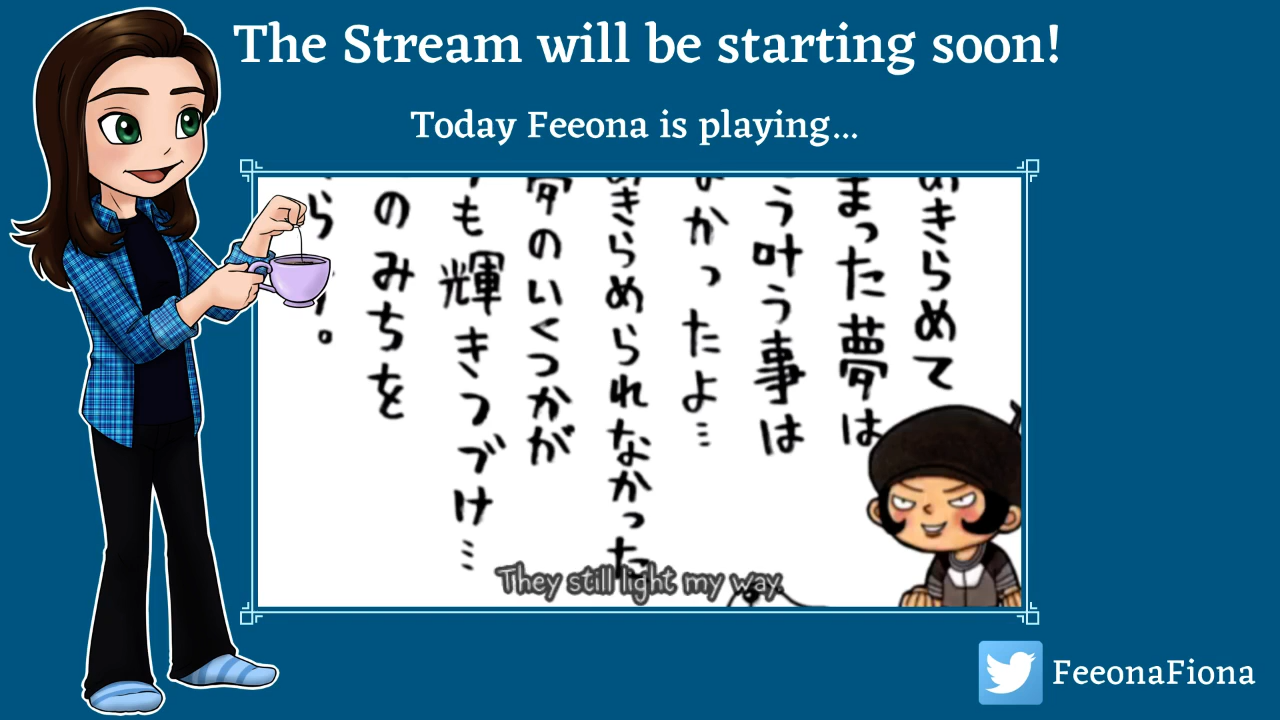 The Stream will be starting soon!
Today Feeona is playing...
きらめて
まった夢は
う叶う事は
かったよ…
きらめられなかった
夢のいくつかが
も輝きつづけ…
のみちを
ら
。
They still light my way.
FeeonaFiona